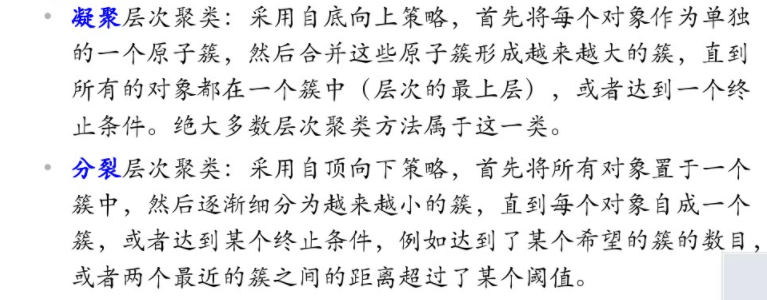 • 凝聚层次聚类：采用自底向上策略，首先将每个对象作为单独
的一个原子簇，然后合并这些原子簇形成越来越大的簇，直到
所有的对象都在一个簇中（层次的最上层），或者达到一个终
止条件。绝大多数层次聚类方法属于这一类。
• 分裂层次聚类：采用自顶向下策略，首先将所有对象置于一个
簇中，然后逐渐细分为越来越小的簇，直到每个对象自成一个
簇，或者达到某个终止条件，例如达到了某个希望的簇的数目，
或者两个最近的簇之间的距离超过了某个阈值。